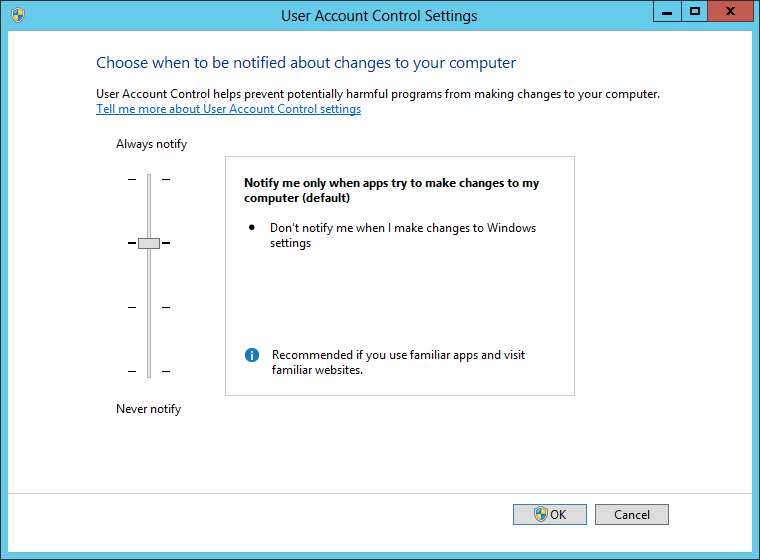 User Account Control Settings
Choose when to be notified about changes to your computer
User Account Control helps prevent potentially harmful programs from making changes to your computer.
Tell me more about User Account Control settings
Always notify
Notify me only when apps try to make changes to my
computer (default)
Don't notify me when I make changes to Windows
settings
Recommended if you use familiar apps and visit
familiar websites.
Never notify
OK
Cancel